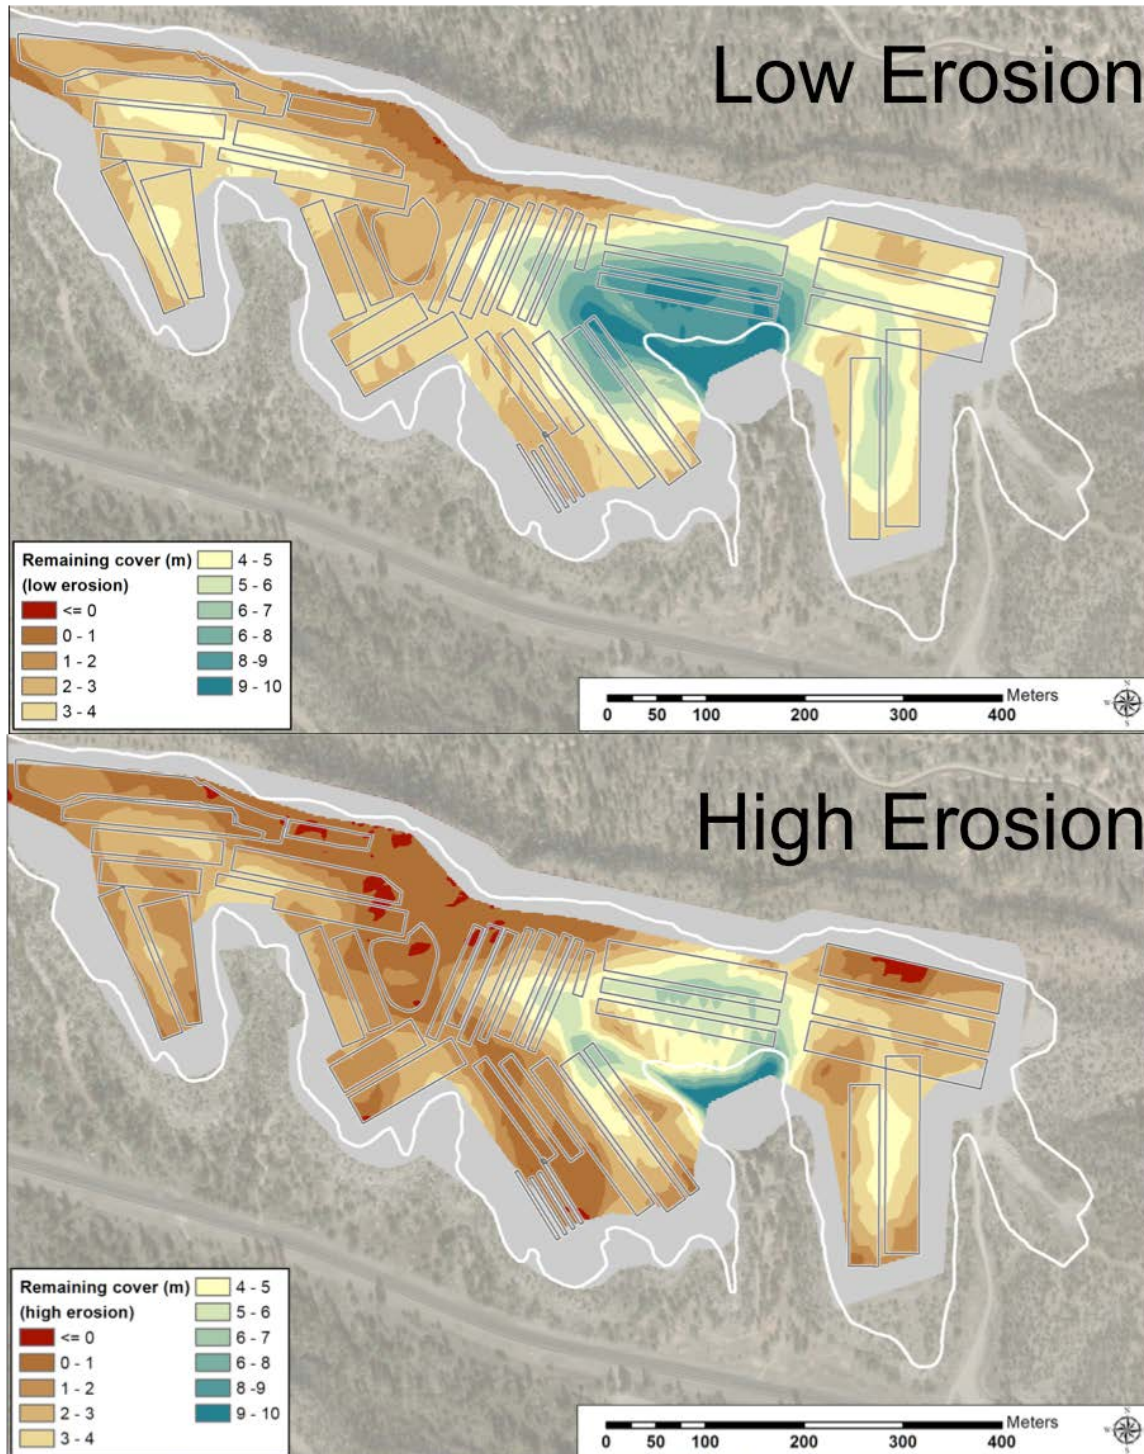 Low Erosion
Remaining cover (m)
(low erosion)
<= 0
0 - 1
1 - 2
2 - 3
3 - 4
4 - 5
5 - 6
6 - 7
6 - 8
8 -9
9 - 10
Meters
0 50 100 200 300 400
N
W
E
S
High Erosion
Remaining cover (m)
(high erosion)
<= 0
0 - 1
1 - 2
2 - 3
3 - 4
4 - 5
5 - 6
6 - 7
6 - 8
8 -9
9 - 10
Meters
0 50 100 200 300 400
N
W
E
S